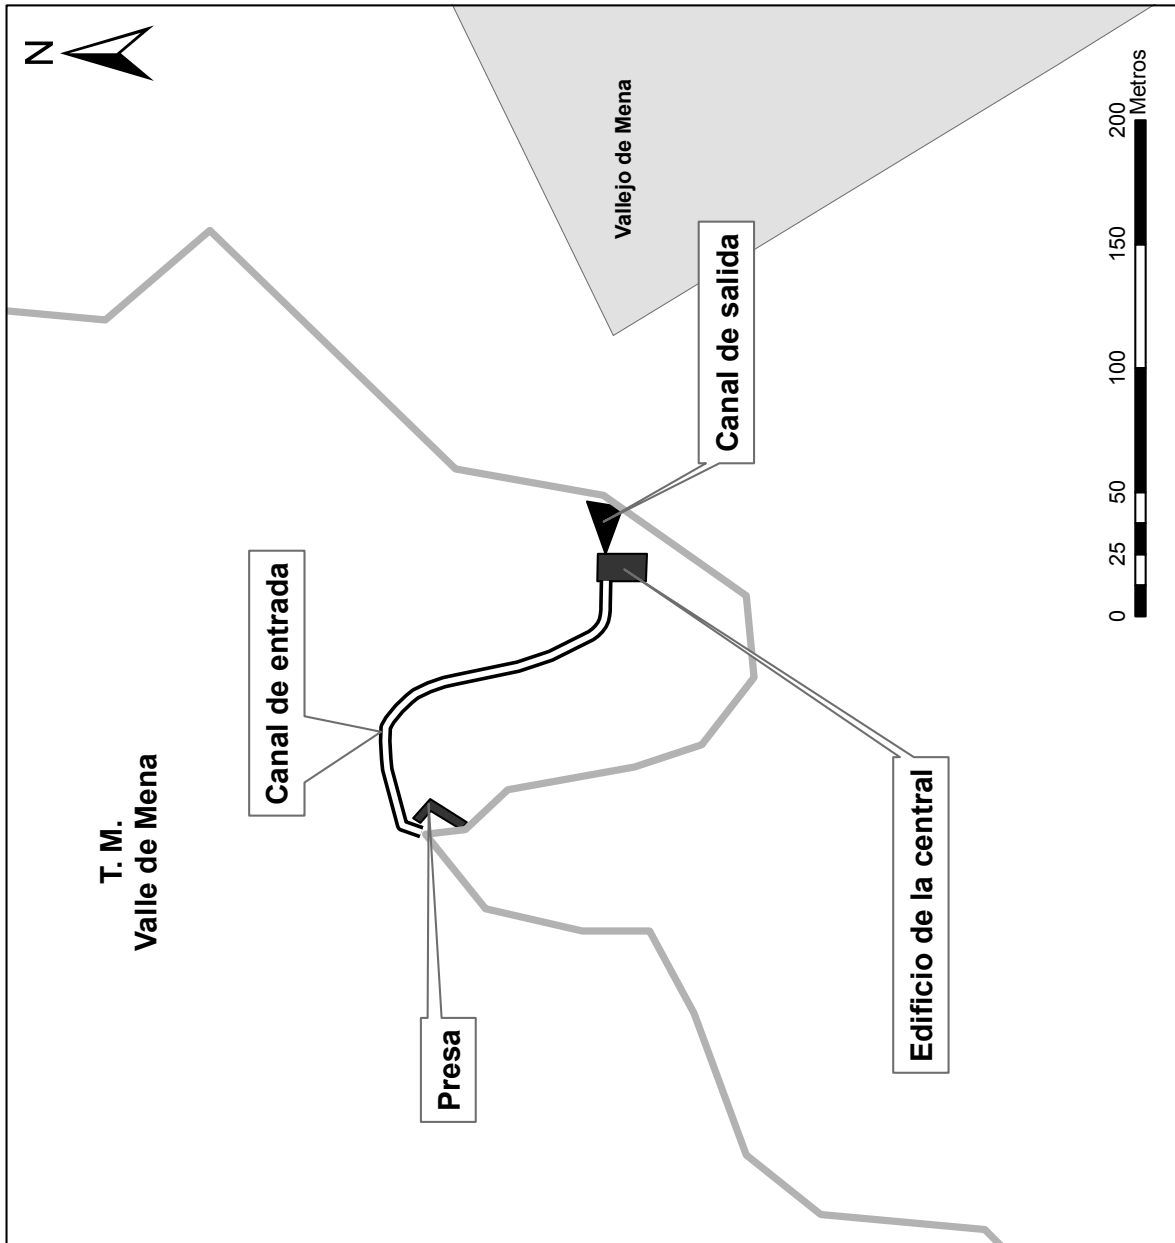 N
T. M.
Valle de Mena
Canal de entrada
Presa
Vallejo de Mena
Canal de salida
Edificio de la central
0 25 50 100 150 200
Metros